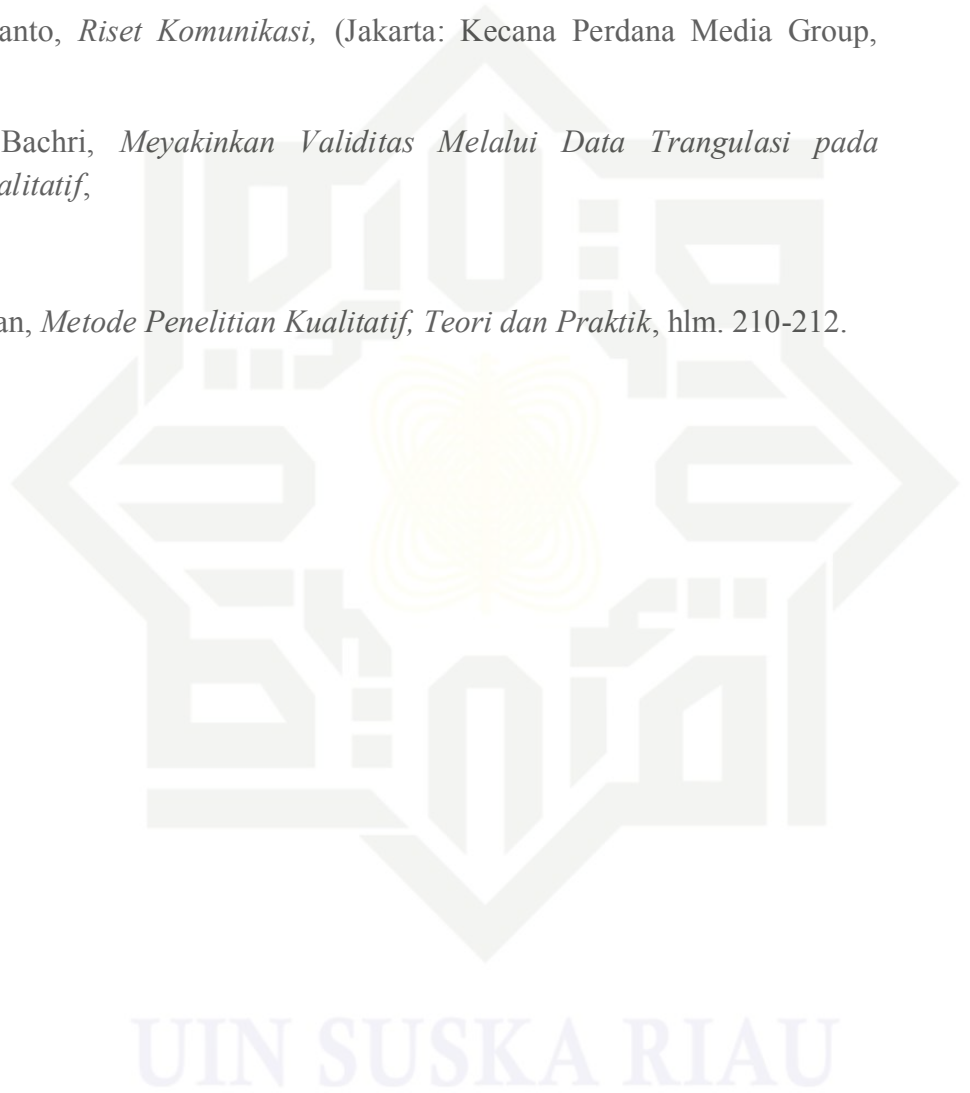 anto, Riset Komunikasi, (Jakarta: Kecana Perdana Media Group,
Bachri, Meyakinkan Validitas Melalui Data Trangulasi pada
alitatif,
an, Metode Penelitian Kualitatif, Teori dan Praktik, hlm. 210-212.
UIN SUSKA RIAU